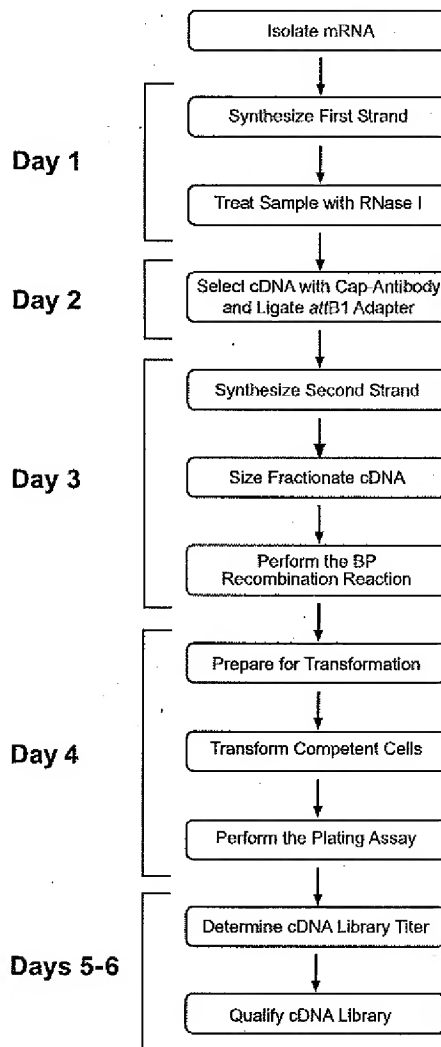 Isolate mRNA
Day 1
Synthesize First Strand
Treat Sample with RNase I
Day 2
Select cDNA with Cap-Antibody
and Ligate attB1 Adapter
Day 3
Synthesize Second Strand
Size Fractionate cDNA
Perform the BP
Recombination Reaction
Day 4
Prepare for Transformation
Transform Competent Cells
Perform the Plating Assay
Days 5-6
Determine cDNA Library Titer
Qualify cDNA Library